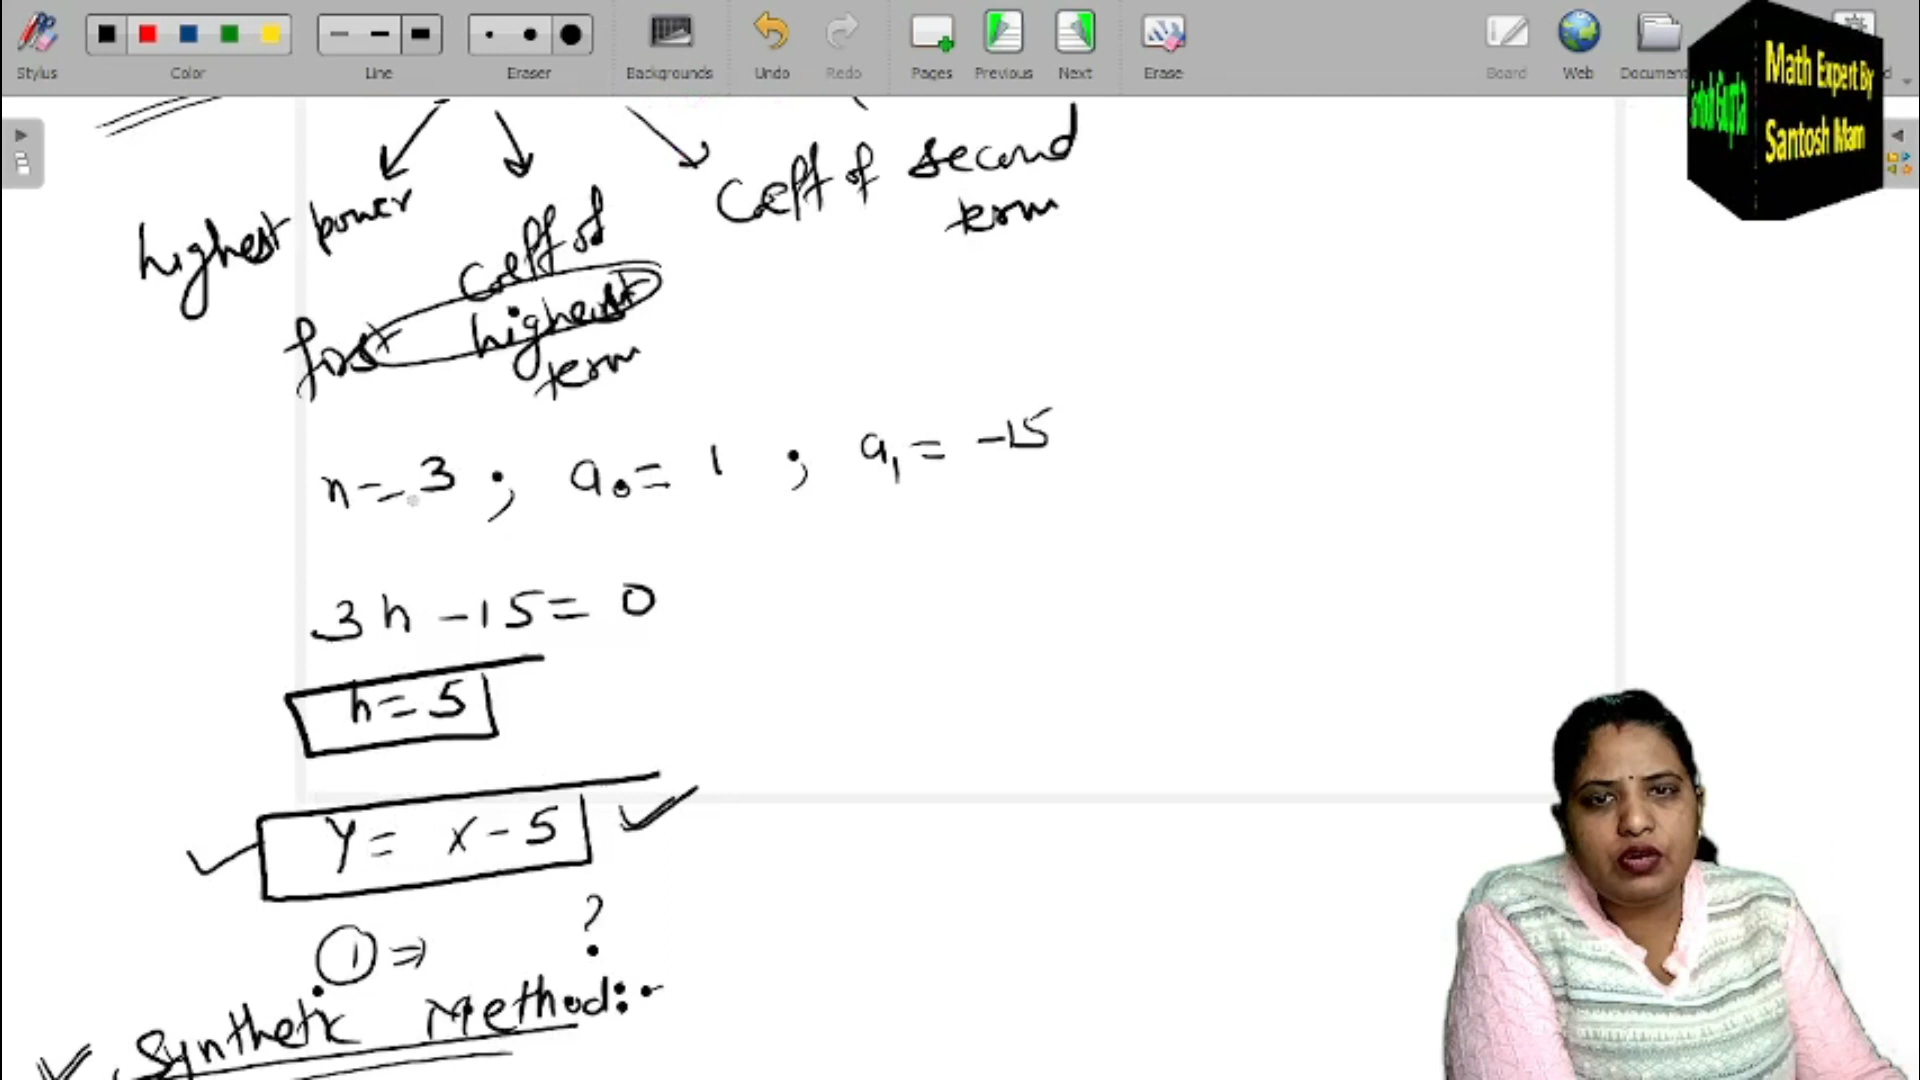 Stylus Color Line Eraser Backgrounds Undo Redo Pages Previous Next Erase Board Web Document
Math Expert By
Santosh Mam
Gupta
highest power
Coeff of
first highest
term
Coeff of second
term
n = 3 ; a₀ = 1 ; a₁ = -15
3h - 15 = 0
h = 5
y = x - 5
① ⇒ ?
Synthetic Method:-